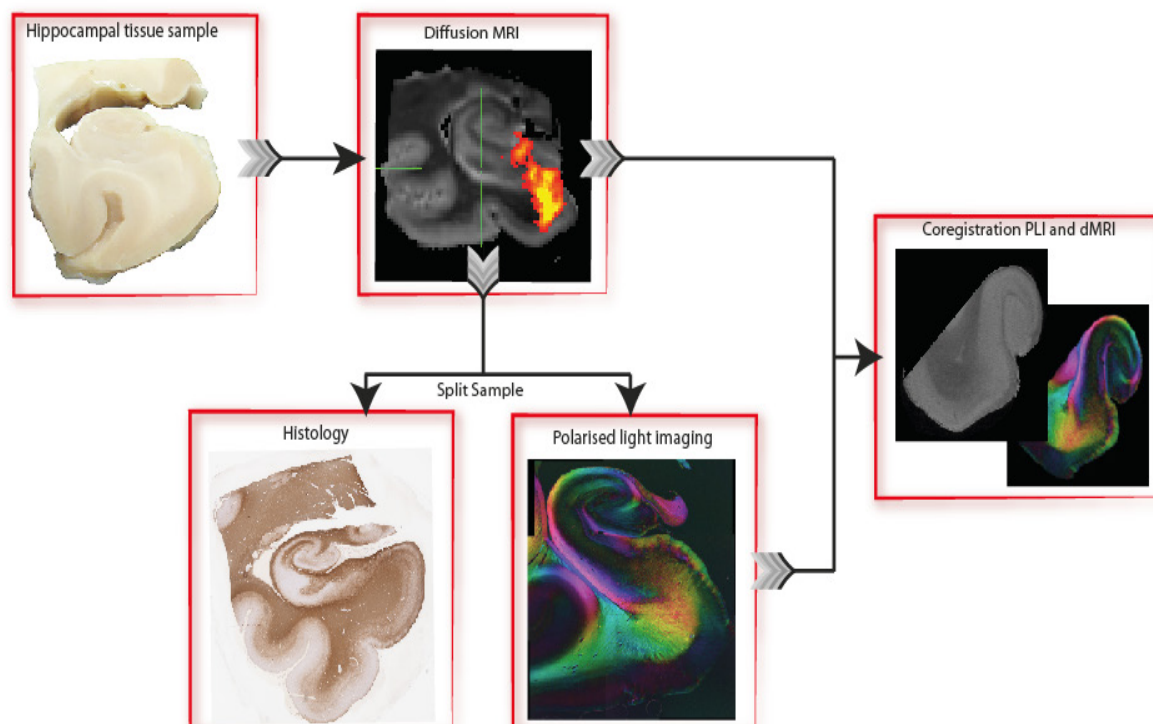 Hippocampal tissue sample
Diffusion MRI
Coregistration PLI and dMRI
Split Sample
Histology
Polarised light imaging